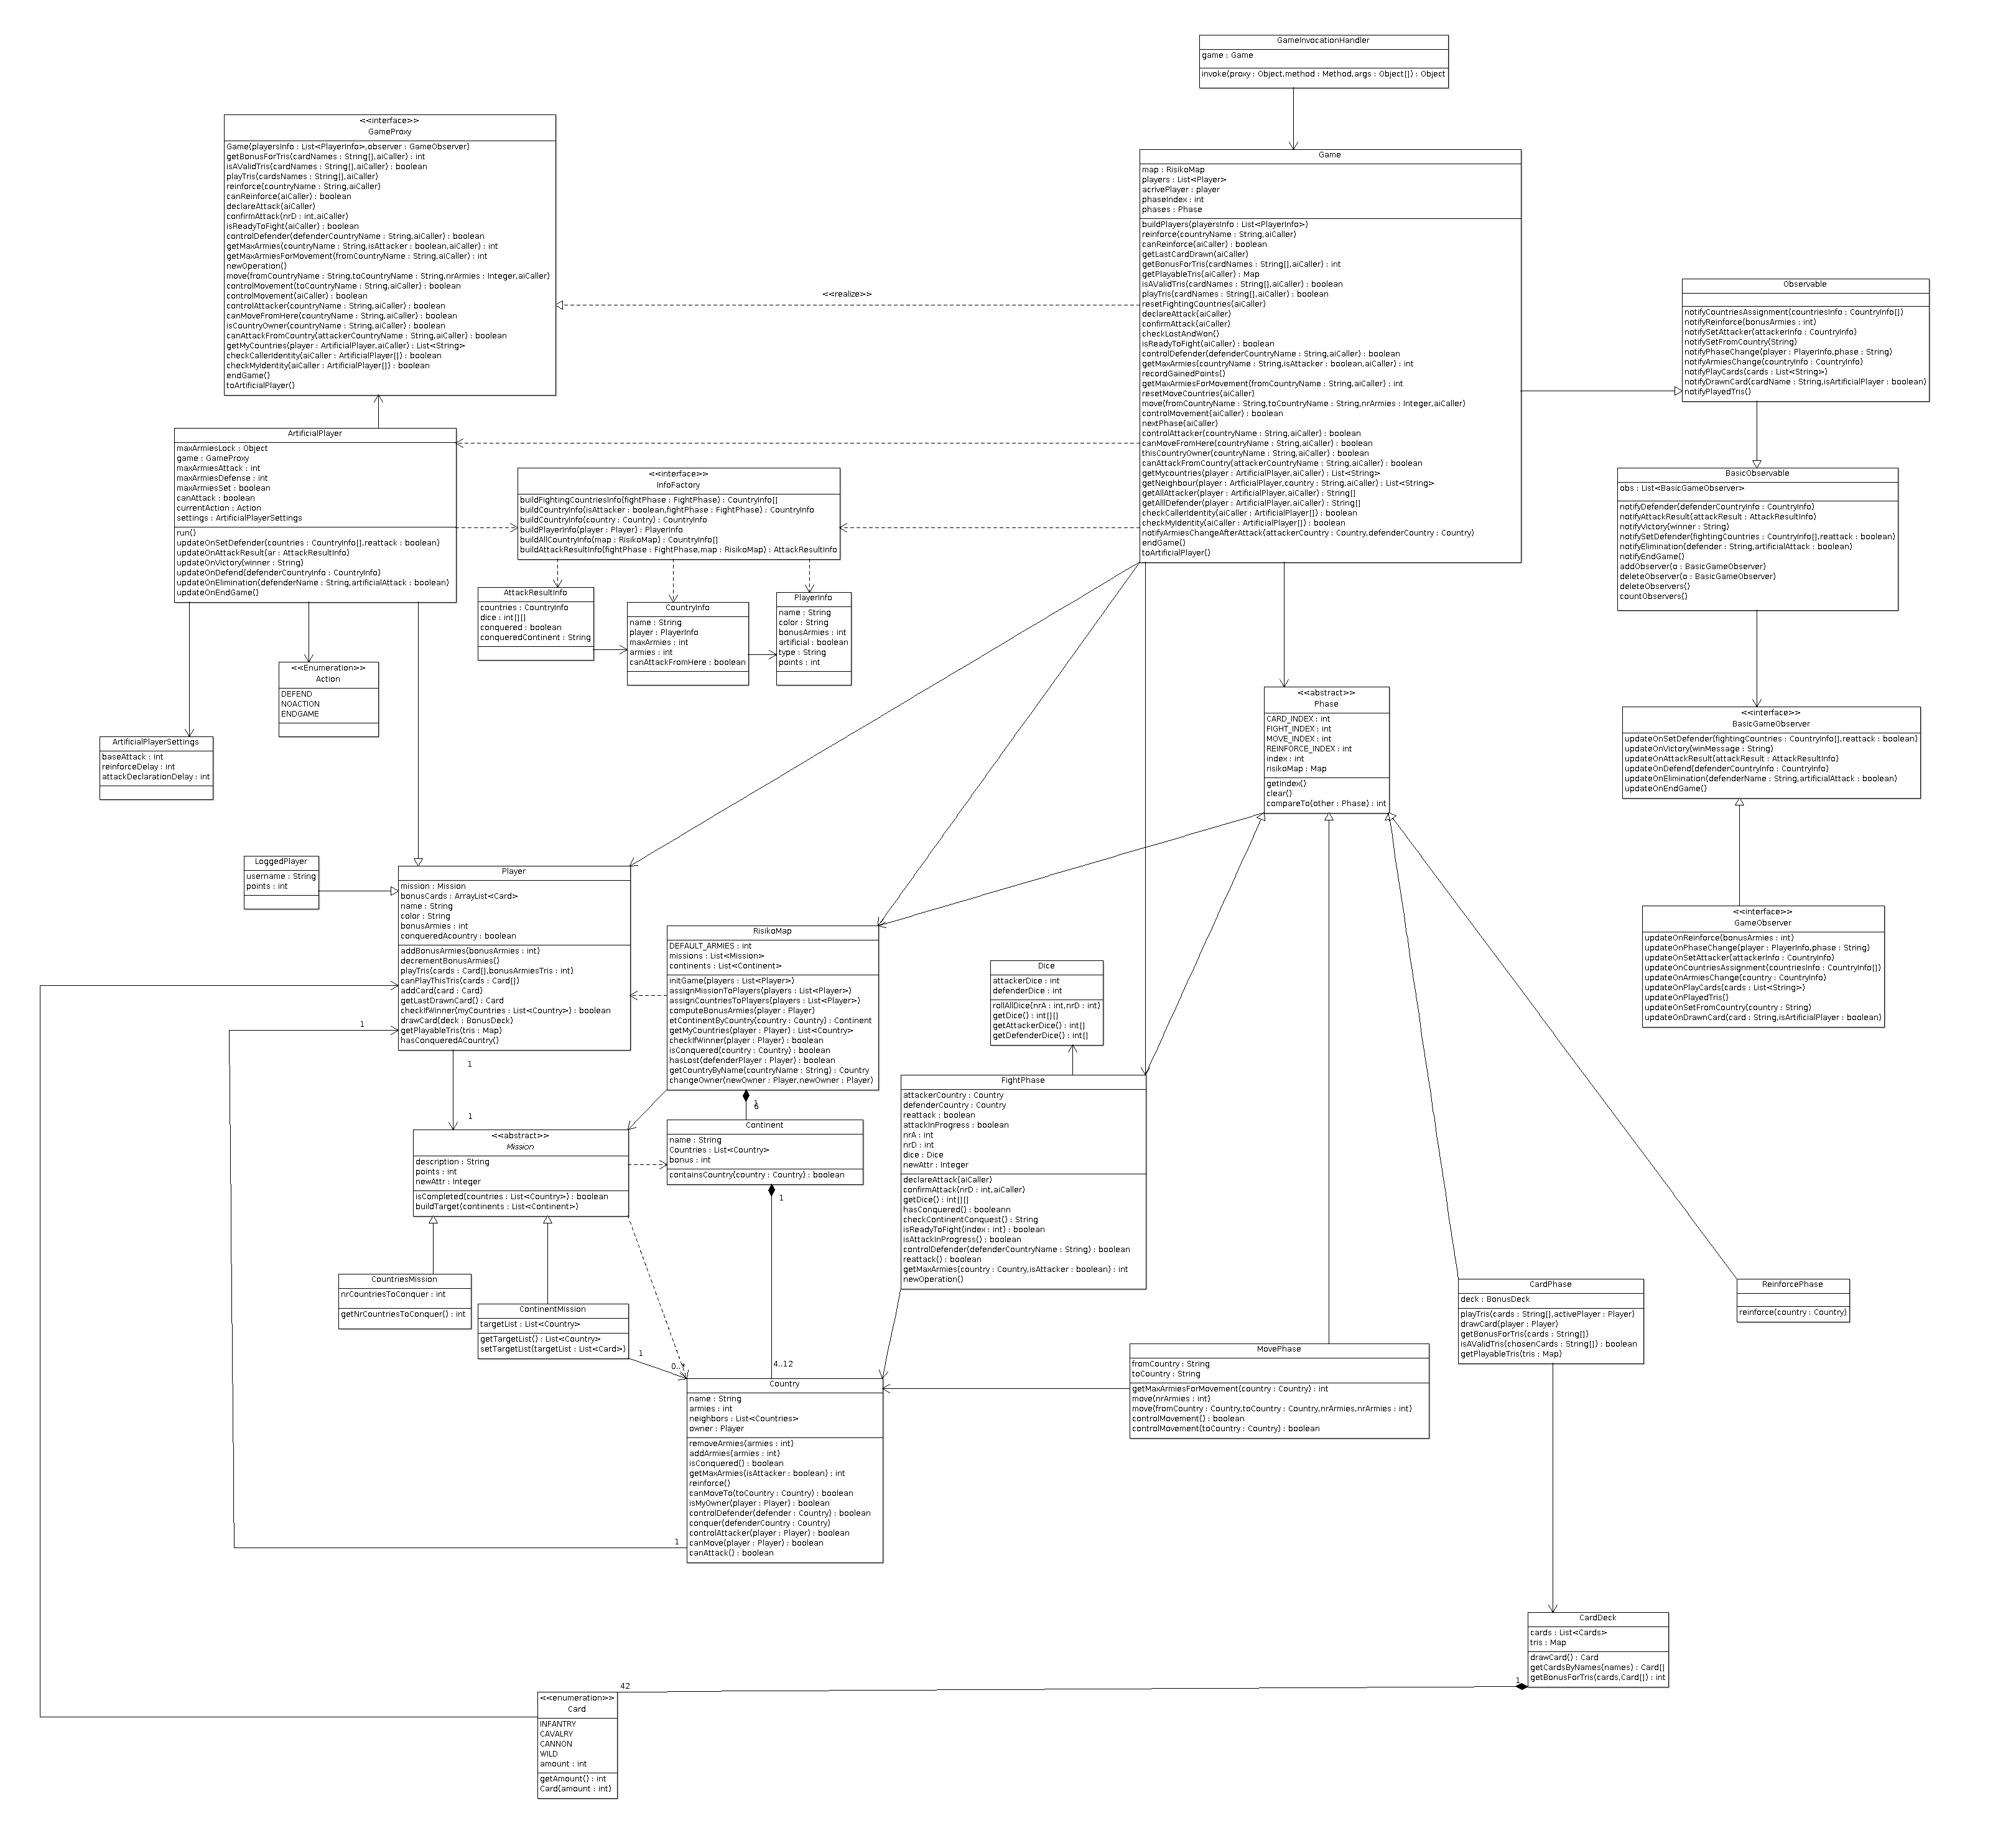 GameInvocationHandler
game : Game
invoke(proxy : Object,method : Method,args : Object[]) : Object
<<interface>>
GameProxy
Game(playersInfo : List<PlayerInfo>,observer : GameObserver)
getBonusForTris(cardNames : String[],aiCaller) : int
isAValidTris(cardNames : String[],aiCaller) : boolean
playTris(cardsNames : String[],aiCaller)
reinforce(countryName : String,aiCaller)
canReinforce(aiCaller) : boolean
declareAttack(aiCaller)
confirmAttack(nrD : int,aiCaller)
isReadyToFight(aiCaller) : boolean
controlDefender(defenderCountryName : String,aiCaller) : boolean
getMaxArmies(countryName : String,isAttacker : boolean,aiCaller) : int
getMaxArmiesForMovement(fromCountryName : String,aiCaller) : int
newOperation()
move(fromCountryName : String,toCountryName : String,nrArmies : Integer,aiCaller)
controlMovement(toCountryName : String,aiCaller) : boolean
controlMovement(aiCaller) : boolean
controlAttacker(countryName : String,aiCaller) : boolean
canMoveFromHere(countryName : String,aiCaller) : boolean
isCountryOwner(countryName : String,aiCaller) : boolean
canAttackFromCountry(attackerCountryName : String,aiCaller) : boolean
getMyCountries(player : ArtificialPlayer,aiCaller) : List<String>
checkCallerIdentity(aiCaller : ArtificialPlayer[]) : boolean
checkMyIdentity(aiCaller : ArtificialPlayer[]) : boolean
endGame()
toArtificialPlayer()
<<realize>>
Game
map : RisikoMap
players : List<Player>
acrivePlayer : player
phaseIndex : int
phases : Phase
buildPlayers(playersInfo : List<PlayerInfo>)
reinforce(countryName : String,aiCaller)
canReinforce(aiCaller) : boolean
getLastCardDrawn(aiCaller)
getBonusForTris(cardNames : String[],aiCaller) : int
getPlayableTris(aiCaller) : Map
isAValidTris(cardNames : String[],aiCaller) : boolean
playTris(cardNames : String[],aiCaller) : boolean
resetFightingCountries(aiCaller)
declareAttack(aiCaller)
confirmAttack(aiCaller)
checkLostAndWon()
isReadyToFight(aiCaller) : boolean
controlDefender(defenderCountryName : String,aiCaller) : boolean
getMaxArmies(countryName : String,isAttacker : boolean,aiCaller) : int
recordGainedPoints()
getMaxArmiesForMovement(fromCountryName : String,aiCaller) : int
resetMoveCountries(aiCaller)
move(fromCountryName : String,toCountryName : String,nrArmies : Integer,aiCaller)
controlMovement(aiCaller) : boolean
nextPhase(aiCaller)
controlAttacker(countryName : String,aiCaller) : boolean
canMoveFromHere(countryName : String,aiCaller) : boolean
thisCountryOwner(countryName : String,aiCaller) : boolean
canAttackFromCountry(attackerCountryName : String,aiCaller) : boolean
getMycountries(player : ArtificialPlayer,aiCaller) : List<String>
getNeighbour(player : ArtificialPlayer,country : String,aiCaller) : List<String>
getAllAttacker(player : ArtificialPlayer,aiCaller) : String[]
getAllDefender(player : ArtificialPlayer,aiCaller) : String[]
checkCallerIdentity(aiCaller : ArtificialPlayer[]) : boolean
checkMyIdentity(aiCaller : ArtificialPlayer[]) : boolean
notifyArmiesChangeAfterAttack(attackerCountry : Country,defenderCountry : Country)
endGame()
toArtificialPlayer()
Observable
notifyCountriesAssignment(countriesInfo : CountryInfo[])
notifyReinforce(bonusArmies : int)
notifySetAttacker(attackerInfo : CountryInfo)
notifySetFromCountry(String)
notifyPhaseChange(player : PlayerInfo,phase : String)
notifyArmiesChange(countryInfo : CountryInfo)
notifyPlayCards(cards : List<String>)
notifyDrawnCard(cardName : String,isArtificialPlayer : boolean)
notifyPlayedTris()
ArtificialPlayer
maxArmiesLock : Object
game : GameProxy
maxArmiesAttack : int
maxArmiesDefense : int
maxArmiesSet : boolean
canAttack : boolean
currentAction : Action
settings : ArtificialPlayerSettings
run()
updateOnSetDefender(countries : CountryInfo[],reattack : boolean)
updateOnAttackResult(ar : AttackResultInfo)
updateOnVictory(winner : String)
updateOnDefend(defenderCountryInfo : CountryInfo)
updateOnElimination(defenderName : String,artificialAttack : boolean)
updateOnEndGame()
<<interface>>
InfoFactory
buildFightingCountriesInfo(fightPhase : FightPhase) : CountryInfo[]
buildCountryInfo(isAttacker : boolean,fightPhase : FightPhase) : CountryInfo
buildCountryInfo(country : Country) : CountryInfo
buildPlayerInfo(player : Player) : PlayerInfo
buildAllCountryInfo(map : RisikoMap) : CountryInfo[]
buildAttackResultInfo(fightPhase : FightPhase,map : RisikoMap) : AttackResultInfo
BasicObservable
obs : List<BasicGameObserver>
notifyDefender(defenderCountryInfo : CountryInfo)
notifyAttackResult(attackResult : AttackResultInfo)
notifyVictory(winner : String)
notifySetDefender(fightingCountries : CountryInfo[],reattack : boolean)
notifyElimination(defender : String,artificialAttack : boolean)
notifyEndGame()
addObserver(o : BasicGameObserver)
deleteObserver(o : BasicGameObserver)
deleteObservers()
countObservers()
AttackResultInfo
countries : CountryInfo
dice : int[][]
conquered : boolean
conqueredContinent : String
CountryInfo
name : String
player : PlayerInfo
maxArmies : int
armies : int
canAttackFromHere : boolean
PlayerInfo
name : String
color : String
bonusArmies : int
artificial : boolean
type : String
points : int
<<Enumeration>>
Action
DEFEND
NOACTION
ENDGAME
ArtificialPlayerSettings
baseAttack : int
reinforceDelay : int
attackDeclarationDelay : int
<<abstract>>
Phase
CARD_INDEX : int
FIGHT_INDEX : int
MOVE_INDEX : int
REINFORCE_INDEX : int
index : int
risikoMap : Map
getIndex()
clear()
compareTo(other : Phase) : int
<<interface>>
BasicGameObserver
updateOnSetDefender(fightingCountries : CountryInfo[],reattack : boolean)
updateOnVictory(winMessage : String)
updateOnAttackResult(attackResult : AttackResultInfo)
updateOnDefend(defenderCountryInfo : CountryInfo)
updateOnElimination(defenderName : String,artificialAttack : boolean)
updateOnEndGame()
LoggedPlayer
username : String
points : int
Player
mission : Mission
bonusCards : ArrayList<Card>
name : String
color : String
bonusArmies : int
conqueredAcountry : boolean
addBonusArmies(bonusArmies : int)
decrementBonusArmies()
playTris(cards : Card[],bonusArmiesTris : int)
canPlayThisTris(cards : Card[])
addCard(card : Card)
getLastDrawnCard() : Card
checkIfWinner(myCountries : List<Country>) : boolean
drawCard(deck : BonusDeck)
getPlayableTris(tris : Map)
hasConqueredACountry()
1
1
1
RisikoMap
DEFAULT_ARMIES : int
missions : List<Mission>
continents : List<Continent>
initGame(players : List<Player>)
assignMissionToPlayers(players : List<Player>)
assignCountriesToPlayers(players : List<Player>)
computeBonusArmies(player : Player)
etContinentByCountry(country : Country) : Continent
getMyCountries(player : Player) : List<Country>
checkIfWinner(player : Player) : boolean
isConquered(country : Country) : boolean
hasLost(defenderPlayer : Player) : boolean
getCountryByName(countryName : String) : Country
changeOwner(newOwner : Player,newOwner : Player)
1
6
<<interface>>
GameObserver
updateOnReinforce(bonusArmies : int)
updateOnPhaseChange(player : PlayerInfo,phase : String)
updateOnSetAttacker(attackerInfo : CountryInfo)
updateOnCountriesAssignment(countriesInfo : CountryInfo[])
updateOnArmiesChange(country : CountryInfo)
updateOnPlayCards(cards : List<String>)
updateOnPlayedTris()
updateOnSetFromCountry(country : String)
updateOnDrawnCard(card : String,isArtificialPlayer : boolean)
Dice
attackerDice : int
defenderDice : int
rollAllDice(nrA : int,nrD : int)
getDice() : int[][]
getAttackerDice() : int[]
getDefenderDice() : int[]
FightPhase
attackerCountry : Country
defenderCountry : Country
reattack : boolean
attackInProgress : boolean
nrA : int
nrD : int
dice : Dice
newAttr : Integer
declareAttack(aiCaller)
confirmAttack(nrD : int,aiCaller)
getDice() : int[][]
hasConquered() : booleann
checkContinentConquest() : String
isReadyToFight(index : int) : boolean
isAttackInProgress() : boolean
controlDefender(defenderCountryName : String) : boolean
reattack() : boolean
getMaxArmies(country : Country,isAttacker : boolean) : int
newOperation()
<<abstract>>
Mission
description : String
points : int
newAttr : Integer
isCompleted(countries : List<Country>) : boolean
buildTarget(continents : List<Continent>)
Continent
name : String
Countries : List<Country>
bonus : int
containsCountry(country : Country) : boolean
1
4..12
CountriesMission
nrCountriesToConquer : int
getNrCountriesToConquer() : int
ContinentMission
targetList : List<Country>
getTargetList() : List<Country>
setTargetList(targetList : List<Card>)
1
0..*
CardPhase
deck : BonusDeck
playTris(cards : String[],activePlayer : Player)
drawCard(player : Player)
getBonusForTris(cards : String[])
isAValidTris(chosenCards : String[]) : boolean
getPlayableTris(tris : Map)
ReinforcePhase
reinforce(country : Country)
MovePhase
fromCountry : String
toCountry : String
getMaxArmiesForMovement(country : Country) : int
move(nrArmies : int)
move(fromCountry : Country,toCountry : Country,nrArmies,nrArmies : int)
controlMovement() : boolean
controlMovement(toCountry : Country) : boolean
Country
name : String
armies : int
neighbors : List<Countries>
owner : Player
removeArmies(armies : int)
addArmies(armies : int)
isConquered() : boolean
getMaxArmies(isAttacker : boolean) : int
reinforce()
canMoveTo(toCountry : Country) : boolean
isMyOwner(player : Player) : boolean
controlDefender(defender : Country) : boolean
conquer(defenderCountry : Country)
controlAttacker(player : Player) : boolean
canMove(player : Player) : boolean
canAttack() : boolean
1
CardDeck
cards : List<Cards>
tris : Map
drawCard() : Card
getCardsByNames(names) : Card[]
getBonusForTris(cards,Card[]) : int
1
42
<<enumeration>>
Card
INFANTRY
CAVALRY
CANNON
WILD
amount : int
getAmount() : int
Card(amount : int)